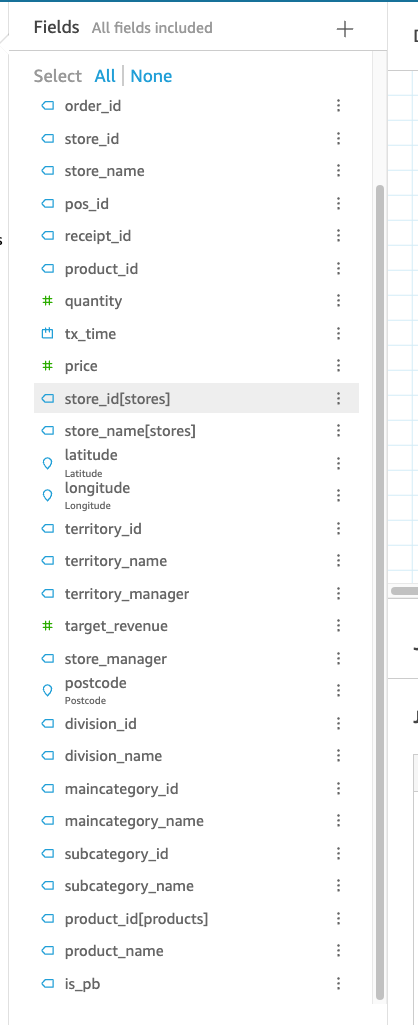 Fields All fields included
Select All None
order_id
store_id
store_name
pos_id
receipt_id
product_id
quantity
tx_time
price
store_id[stores]
store_name[stores]
latitude
Latitude
longitude
Longitude
territory_id
territory_name
territory_manager
target_revenue
store_manager
postcode
Postcode
division_id
division_name
maincategory_id
maincategory_name
subcategory_id
subcategory_name
product_id[products]
product_name
is_pb